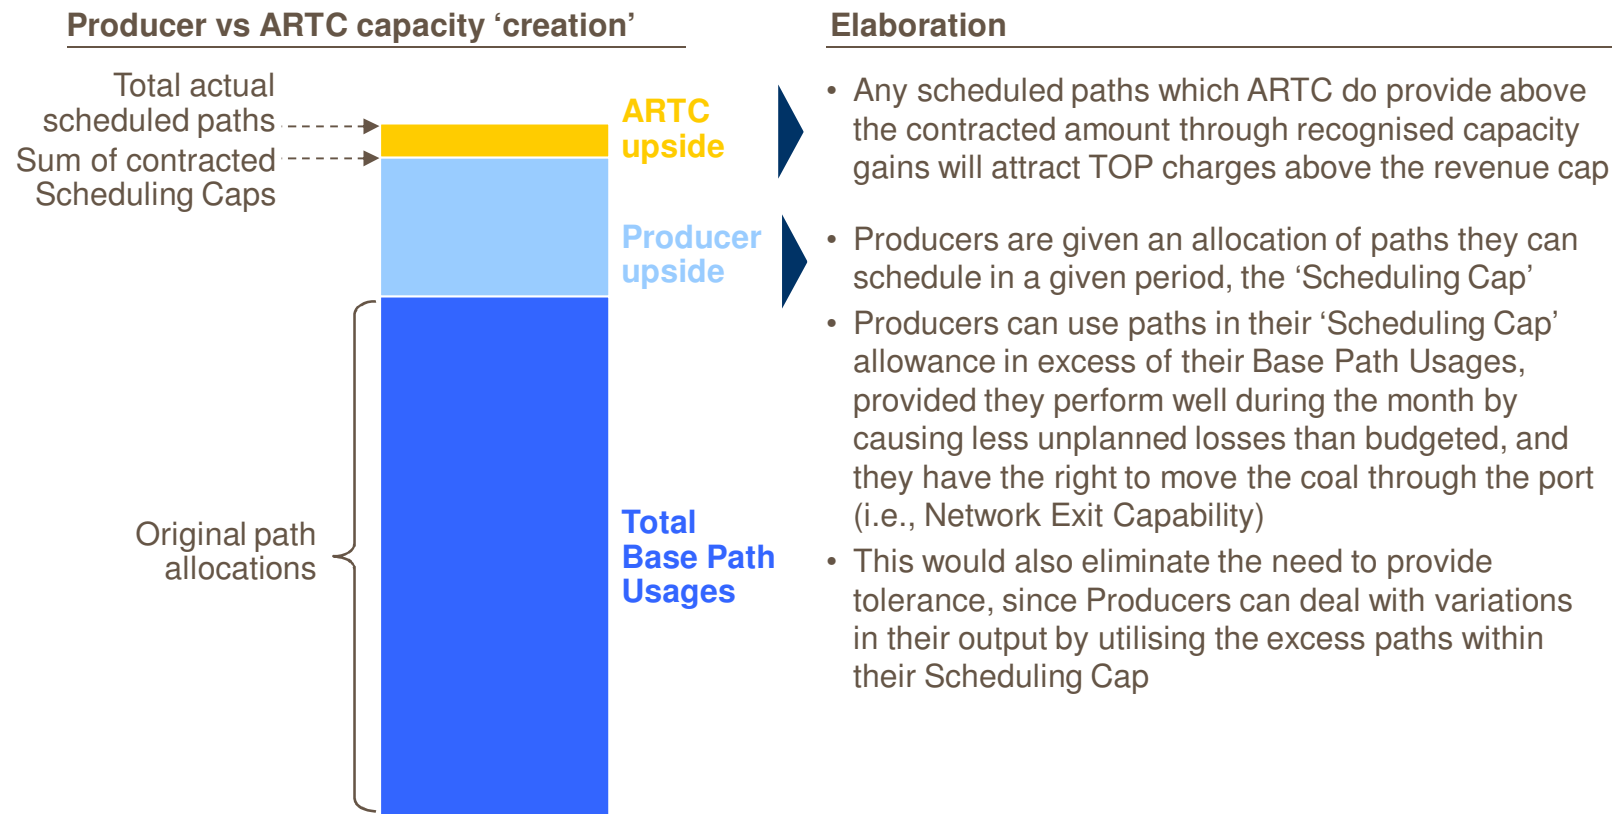 Producer vs ARTC capacity ‘creation’
Total actual
scheduled paths
Sum of contracted
Scheduling Caps
ARTC
upside
Producer
upside
Original path
allocations
Total
Base Path
Usages
Elaboration
• Any scheduled paths which ARTC do provide above
the contracted amount through recognised capacity
gains will attract TOP charges above the revenue cap
• Producers are given an allocation of paths they can
schedule in a given period, the ‘Scheduling Cap’
• Producers can use paths in their ‘Scheduling Cap’
allowance in excess of their Base Path Usages,
provided they perform well during the month by
causing less unplanned losses than budgeted, and
they have the right to move the coal through the port
(i.e., Network Exit Capability)
• This would also eliminate the need to provide
tolerance, since Producers can deal with variations
in their output by utilising the excess paths within
their Scheduling Cap